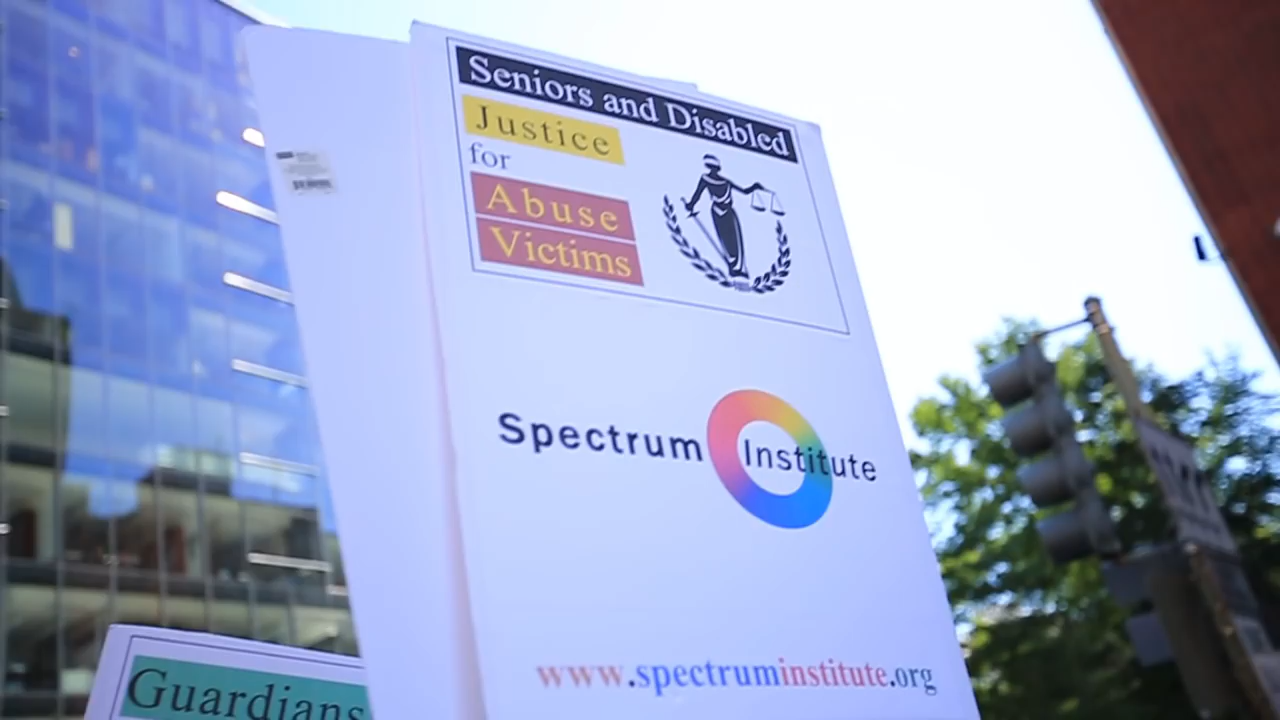 Seniors and Disabled
Justice
for
Abuse
Victims
Spectrum Institute
www.spectruminstitute.org
Guardians